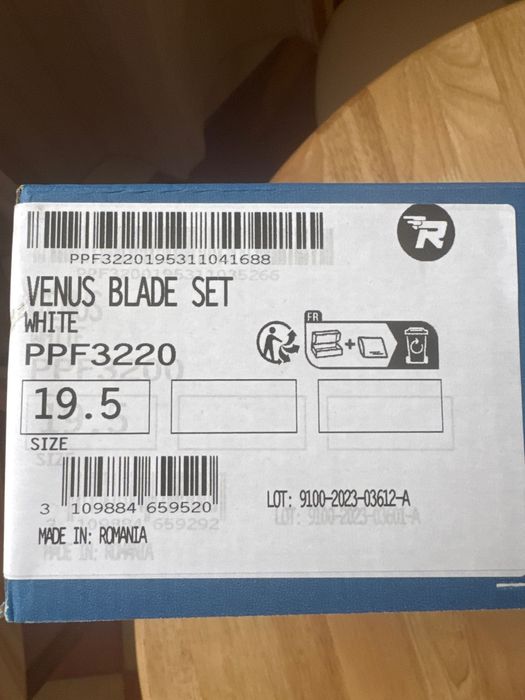 PPF3220195311041688
R
VENUS BLADE SET
WHITE
PPF3220
FR
+
19.5
SIZE
3 109884 659520
LOT: 9100-2023-03612-A
MADE IN: ROMANIA